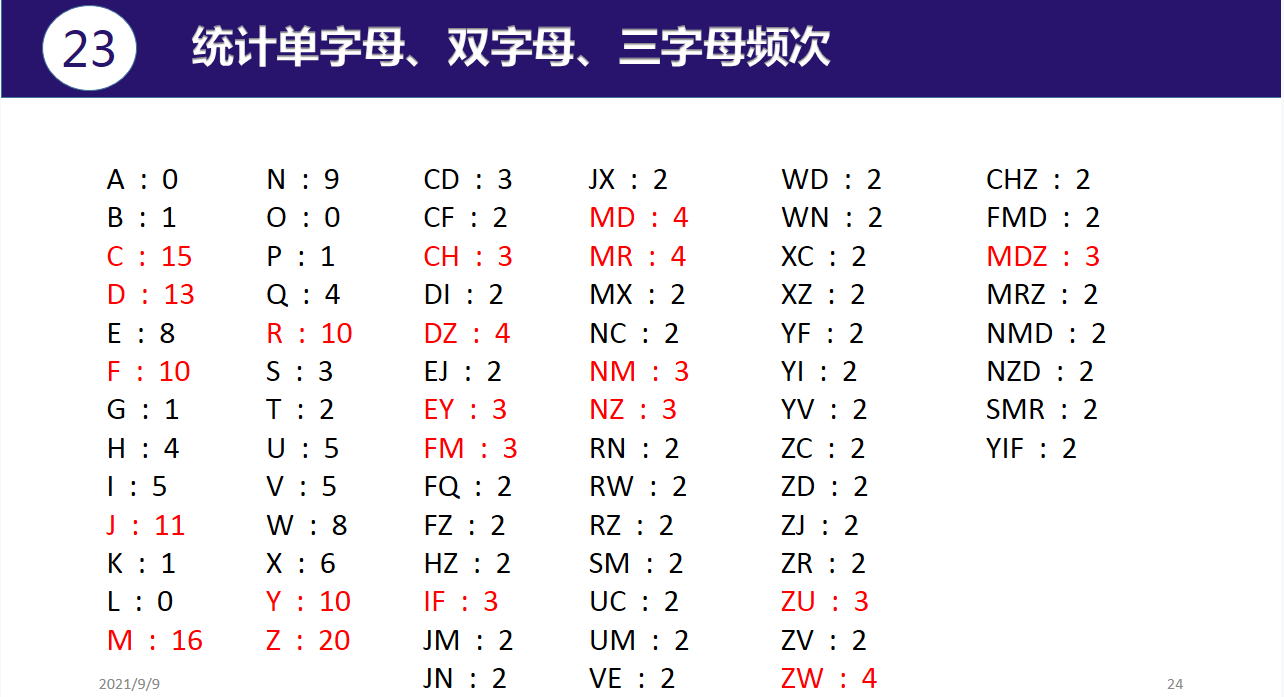 23
统计单字母、双字母、三字母频次
A : 0
B : 1
C : 15
D : 13
E : 8
F : 10
G : 1
H : 4
I : 5
J : 11
K : 1
L : 0
M : 16
N : 9
O : 0
P : 1
Q : 4
R : 10
S : 3
T : 2
U : 5
V : 5
W : 8
X : 6
Y : 10
Z : 20
CD : 3
CF : 2
CH : 3
DI : 2
DZ : 4
EJ : 2
EY : 3
FM : 3
FQ : 2
FZ : 2
HZ : 2
IF : 3
JM : 2
JN : 2
JX : 2
MD : 4
MR : 4
MX : 2
NC : 2
NM : 3
NZ : 3
RN : 2
RW : 2
RZ : 2
SM : 2
UC : 2
UM : 2
VE : 2
WD : 2
WN : 2
XC : 2
XZ : 2
YF : 2
YI : 2
YV : 2
ZC : 2
ZD : 2
ZJ : 2
ZR : 2
ZU : 3
ZV : 2
ZW : 4
CHZ : 2
FMD : 2
MDZ : 3
MRZ : 2
NMD : 2
NZD : 2
SMR : 2
YIF : 2
2021/9/9
24